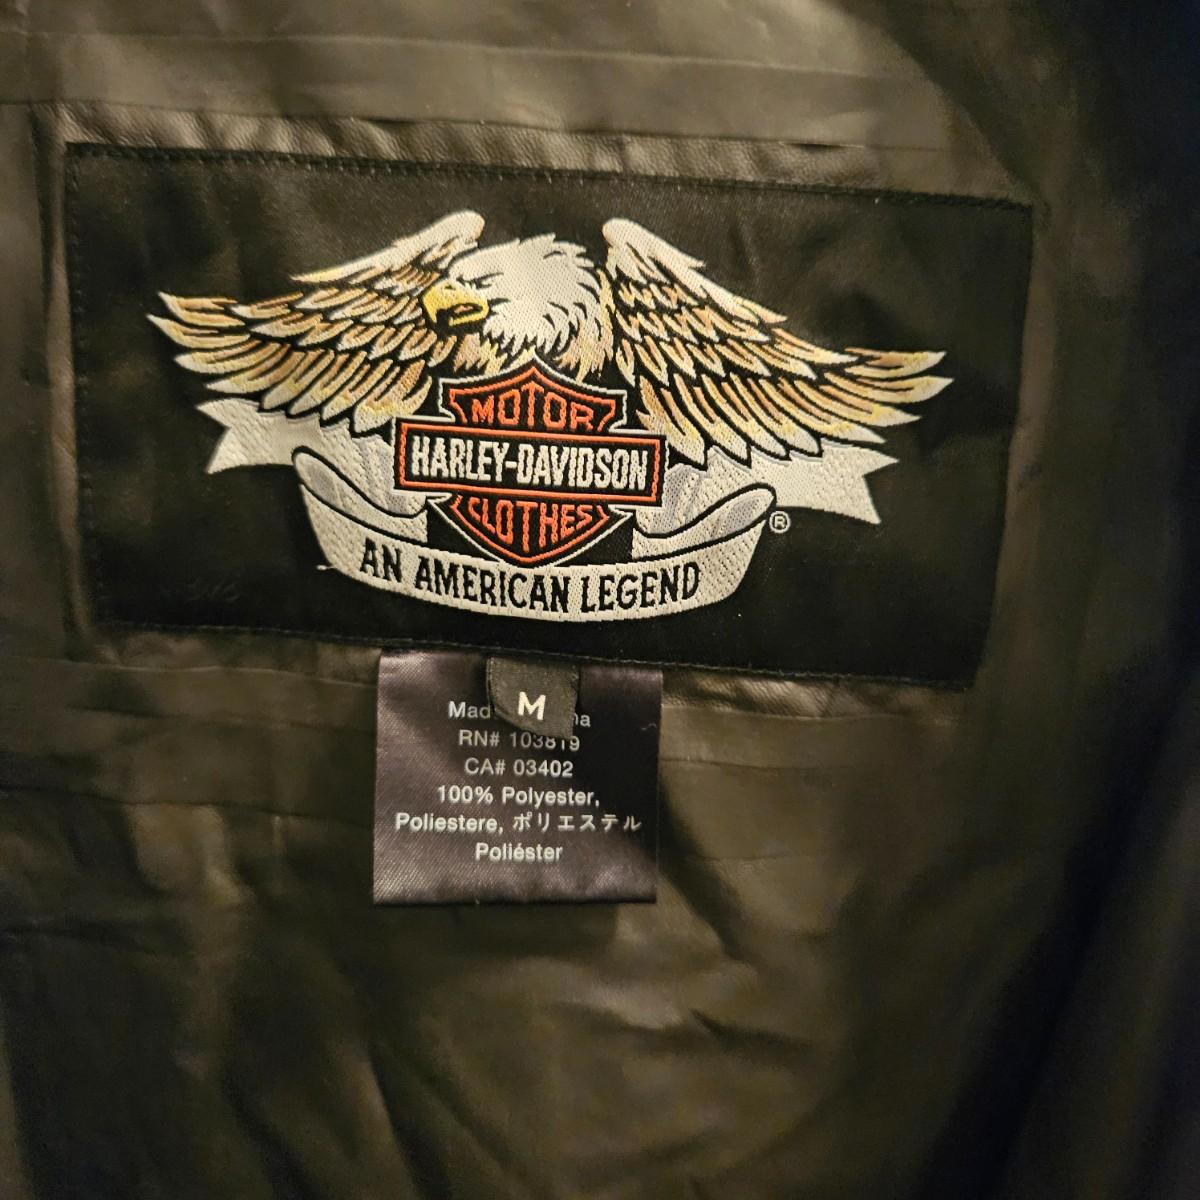 MOTOR
HARLEY-DAVIDSON
CLOTHES
®
AN AMERICAN LEGEND
M
RN# 103819
CA# 03402
100% Polyester,
Poliestere, ポリエステル
Poliéster